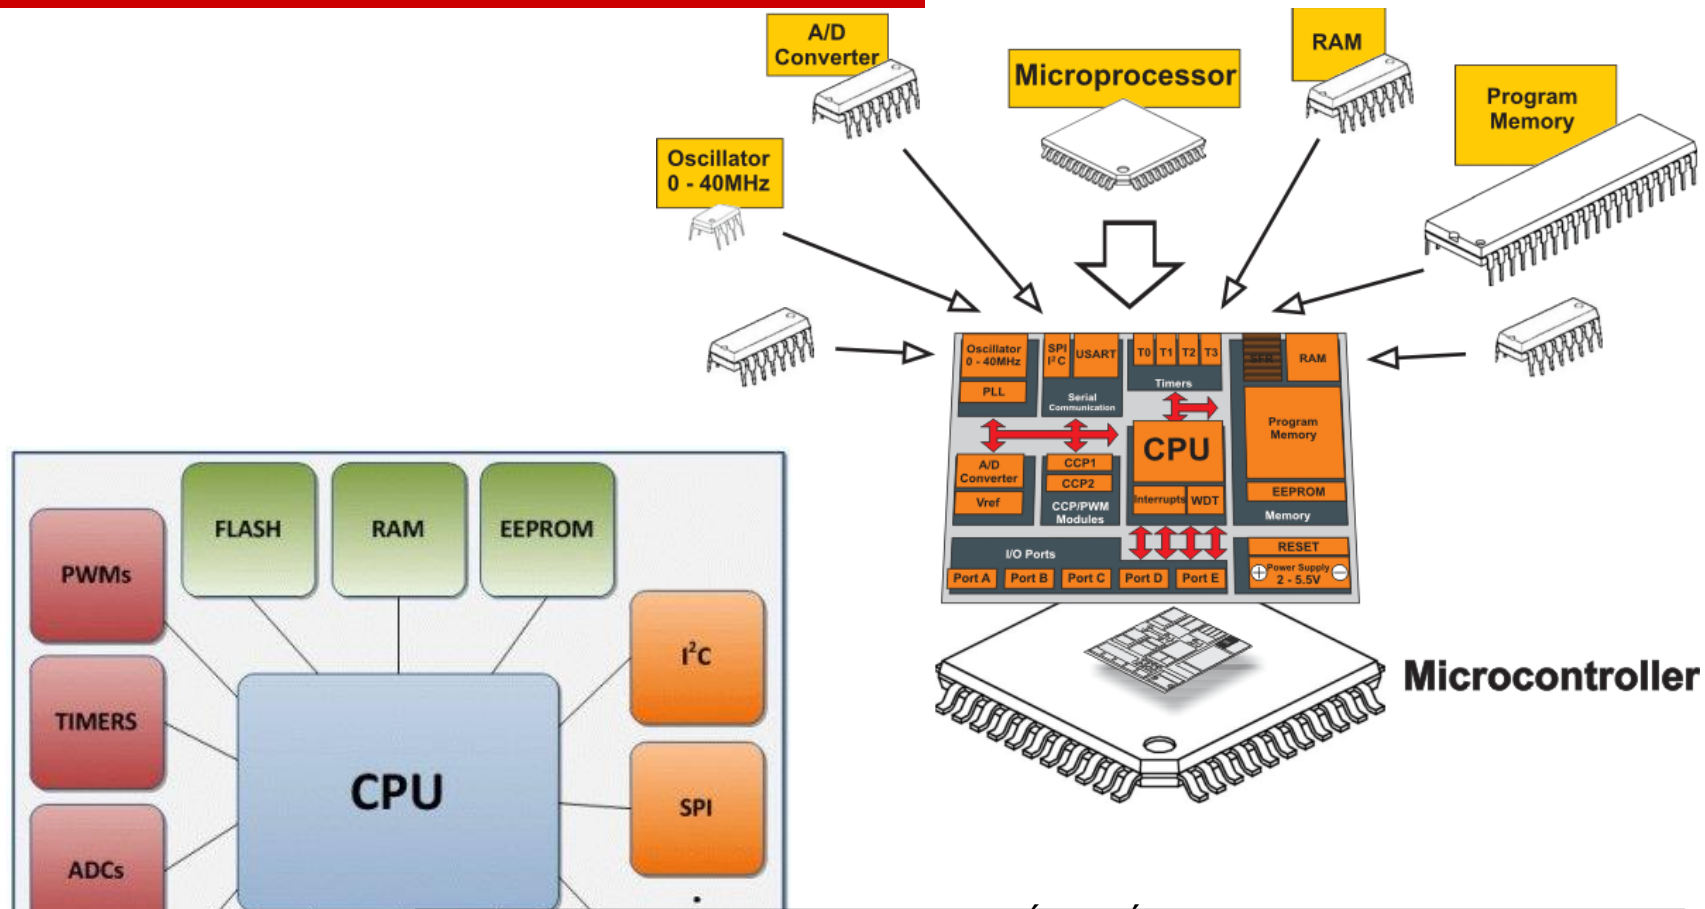 A/D
Converter
Microprocessor
RAM
Program
Memory
Oscillator
0 - 40MHz
Oscillator
0 - 40MHz
PLL
SPI
I²C
USART
Serial
Communication
T0 T1 T2 T3
Timers
SFR
RAM
Program
Memory
EEPROM
Memory
A/D
Converter
Vref
CCP1
CCP2
CCP/PWM
Modules
CPU
Interrupts WDT
I/O Ports
Port A Port B Port C Port D Port E
RESET
Power Supply
2 - 5.5V
Microcontroller
FLASH RAM EEPROM
PWMs
I²C
TIMERS
CPU
SPI
ADCs